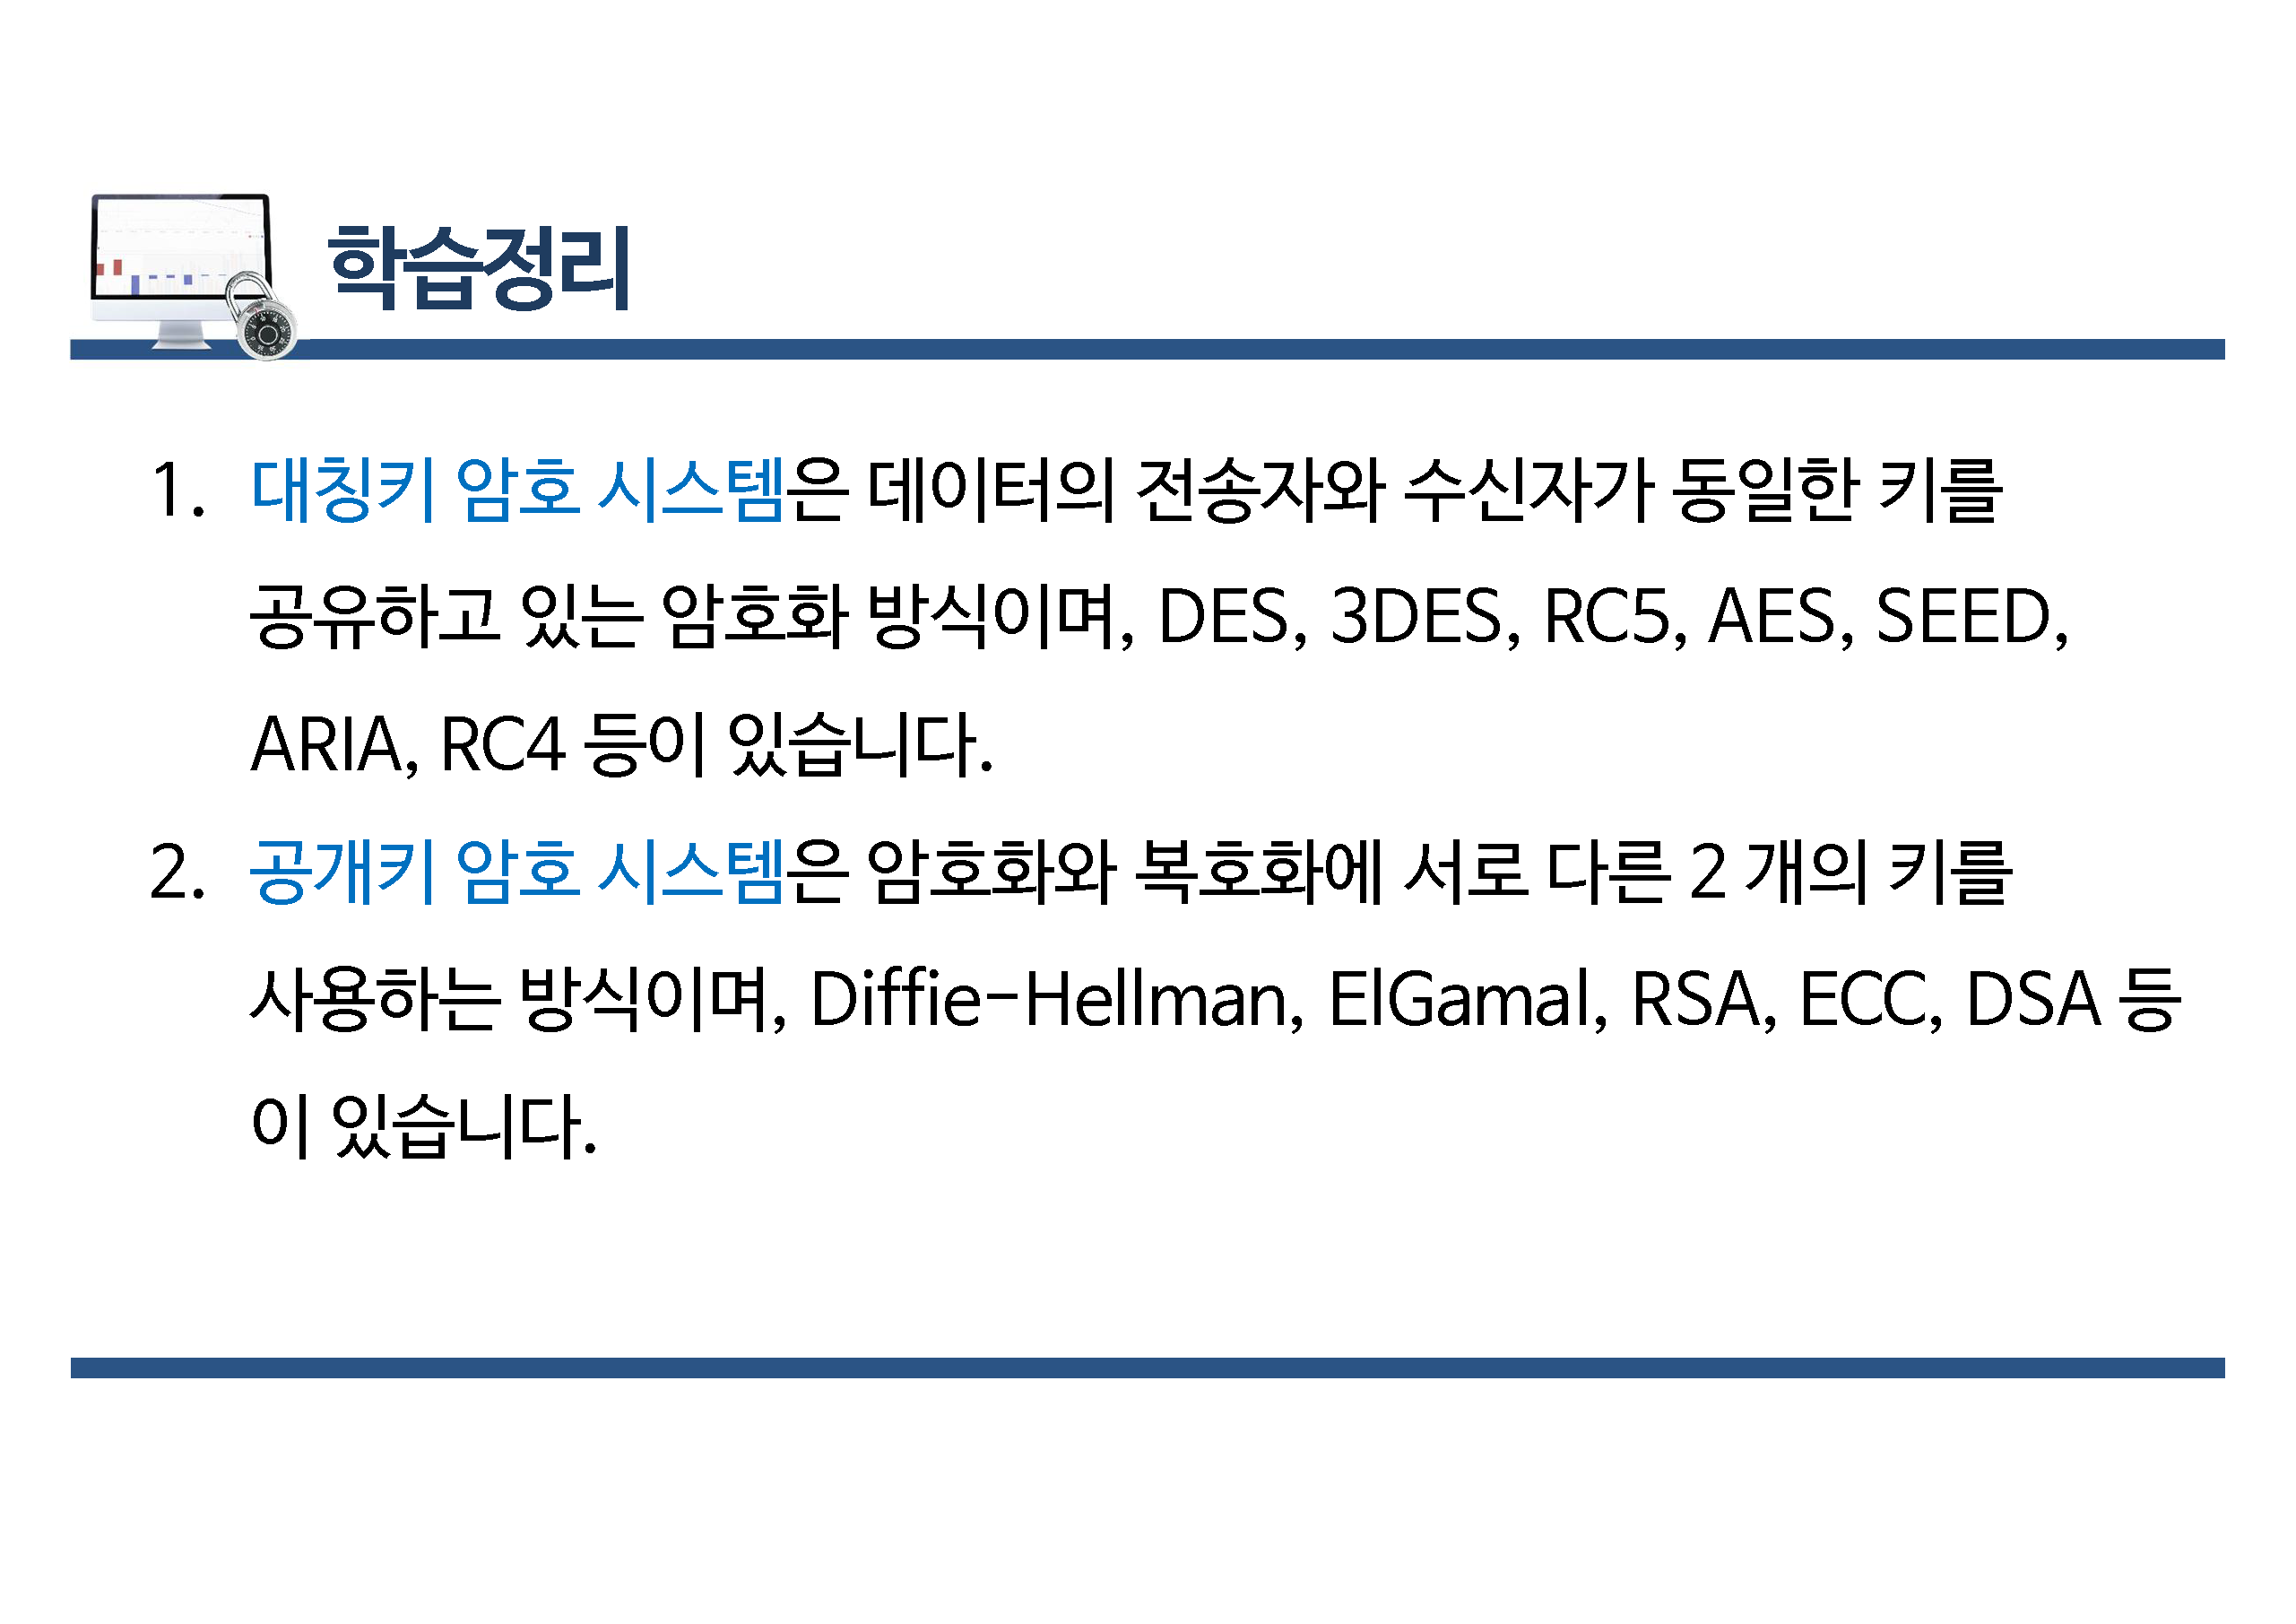 학습정리
1. 대칭키 암호 시스템은 데이터의 전송자와 수신자가 동일한 키를
공유하고 있는 암호화 방식이며, DES, 3DES, RC5, AES, SEED,
ARIA, RC4 등이 있습니다.
2. 공개키 암호 시스템은 암호화와 복호화에 서로 다른 2 개의 키를
사용하는 방식이며, Diffie-Hellman, ElGamal, RSA, ECC, DSA 등
이 있습니다.